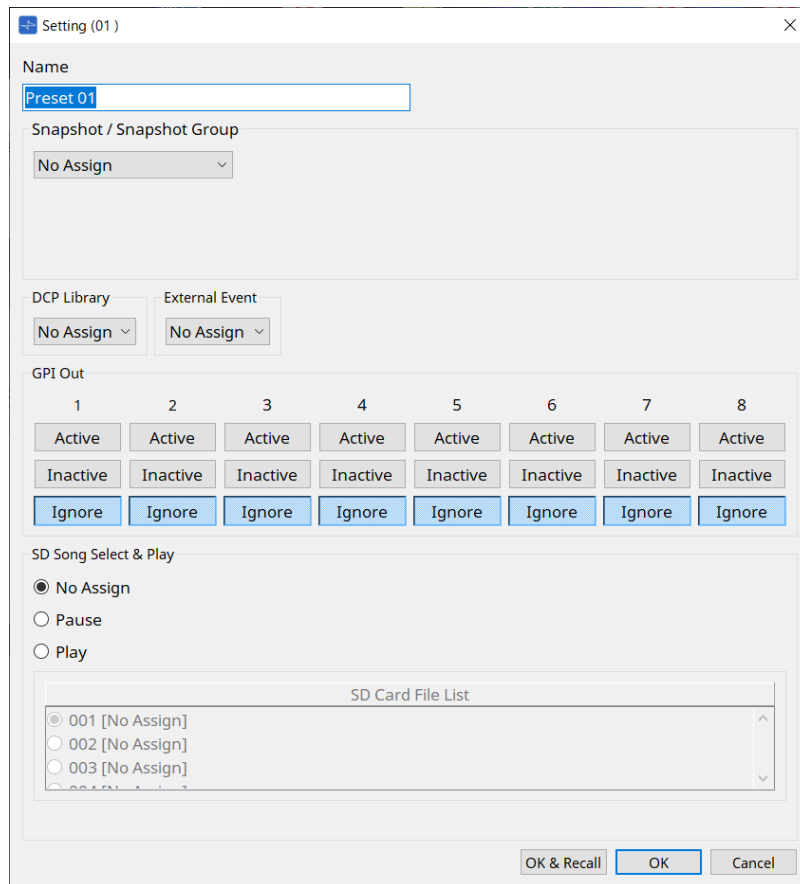 Setting (01 )
Name
Preset 01
Snapshot / Snapshot Group
No Assign
DCP Library External Event
No Assign No Assign
GPI Out
1 2 3 4 5 6 7 8
Active Active Active Active Active Active Active Active
Inactive Inactive Inactive Inactive Inactive Inactive Inactive Inactive
Ignore Ignore Ignore Ignore Ignore Ignore Ignore Ignore
SD Song Select & Play
No Assign
Pause
Play
SD Card File List
001 [No Assign]
002 [No Assign]
003 [No Assign]
004 [No Assign]
OK & Recall OK Cancel